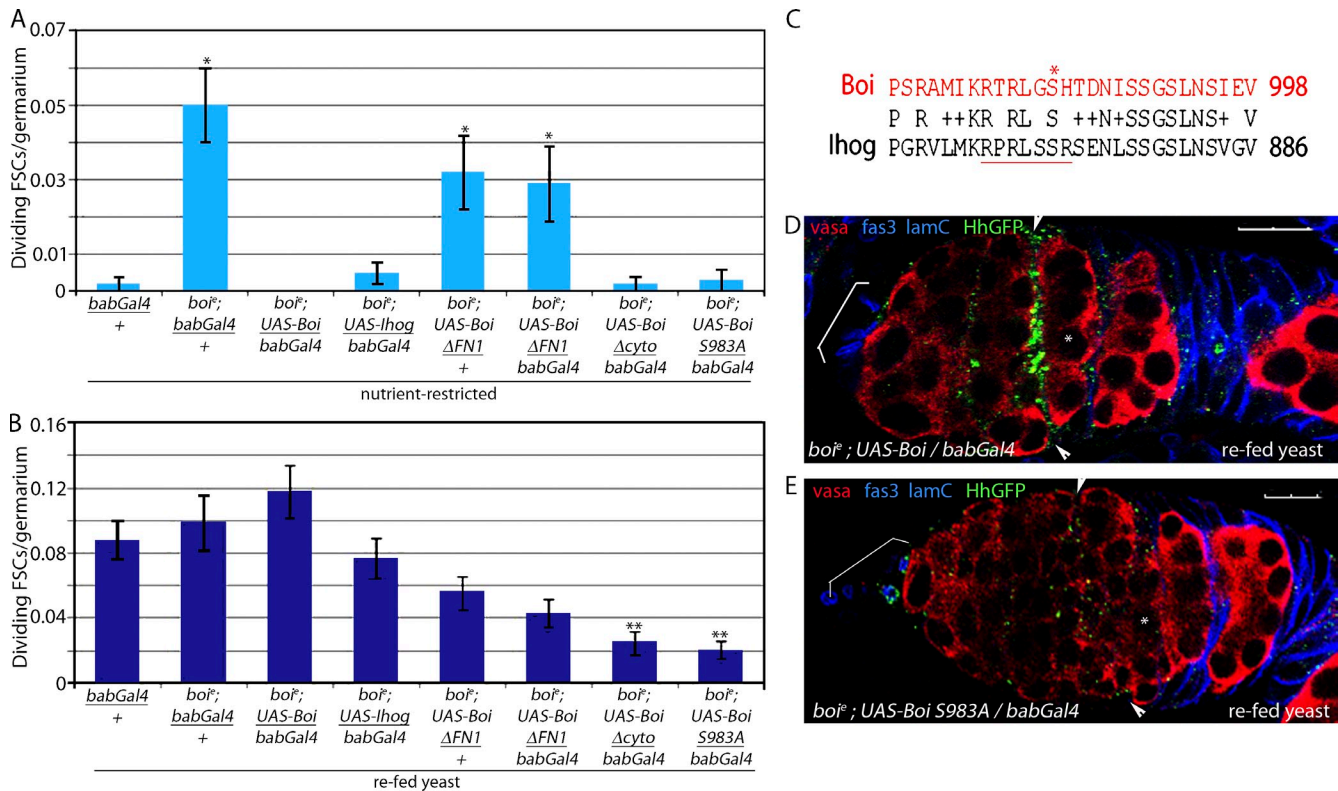 A
0.07
0.05
0.03
0.01
0
Dividing FSCs/germarium
*
*
*
babGal4
+
boiᵉ;
babGal4
+
boiᵉ;
UAS-Boi
babGal4
boiᵉ;
UAS-Ihog
babGal4
boiᵉ;
UAS-Boi
ΔFN1
+
boiᵉ;
UAS-Boi
ΔFN1
babGal4
boiᵉ;
UAS-Boi
Δcyto
babGal4
boiᵉ;
UAS-Boi
S983A
babGal4
nutrient-restricted
B
0.16
0.12
0.08
0.04
0
Dividing FSCs/germarium
**
**
babGal4
+
boiᵉ;
babGal4
+
boiᵉ;
UAS-Boi
babGal4
boiᵉ;
UAS-Ihog
babGal4
boiᵉ;
UAS-Boi
ΔFN1
+
boiᵉ;
UAS-Boi
ΔFN1
babGal4
boiᵉ;
UAS-Boi
Δcyto
babGal4
boiᵉ;
UAS-Boi
S983A
babGal4
re-fed yeast
C
*
Boi PSRAMIKRTRLGSHTDNISSGSLNSIEV 998
P R ++KR RL S ++N+SSGSLNS+ V
Ihog PGRVLMKRPRLSSRSENLSSGSLNSVGV 886
D
vasa fas3 lamC HhGFP
*
boiᵉ ; UAS-Boi / babGal4 re-fed yeast
E
vasa fas3 lamC HhGFP
*
boiᵉ ; UAS-Boi S983A / babGal4 re-fed yeast